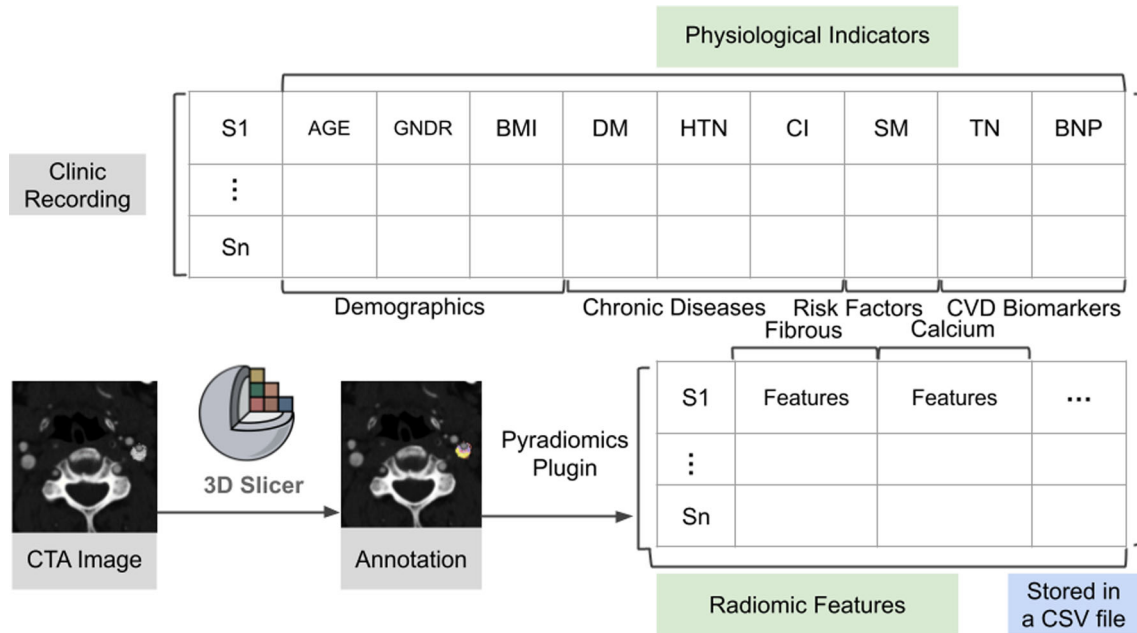 Physiological Indicators
Clinic
Recording
S1 AGE GNDR BMI DM HTN CI SM TN BNP
⋮
Sn
Demographics Chronic Diseases Risk Factors CVD Biomarkers
Fibrous Calcium
S1 Features Features ...
⋮
Sn
3D Slicer
Pyradiomics
Plugin
CTA Image
Annotation
Radiomic Features
Stored in
a CSV file